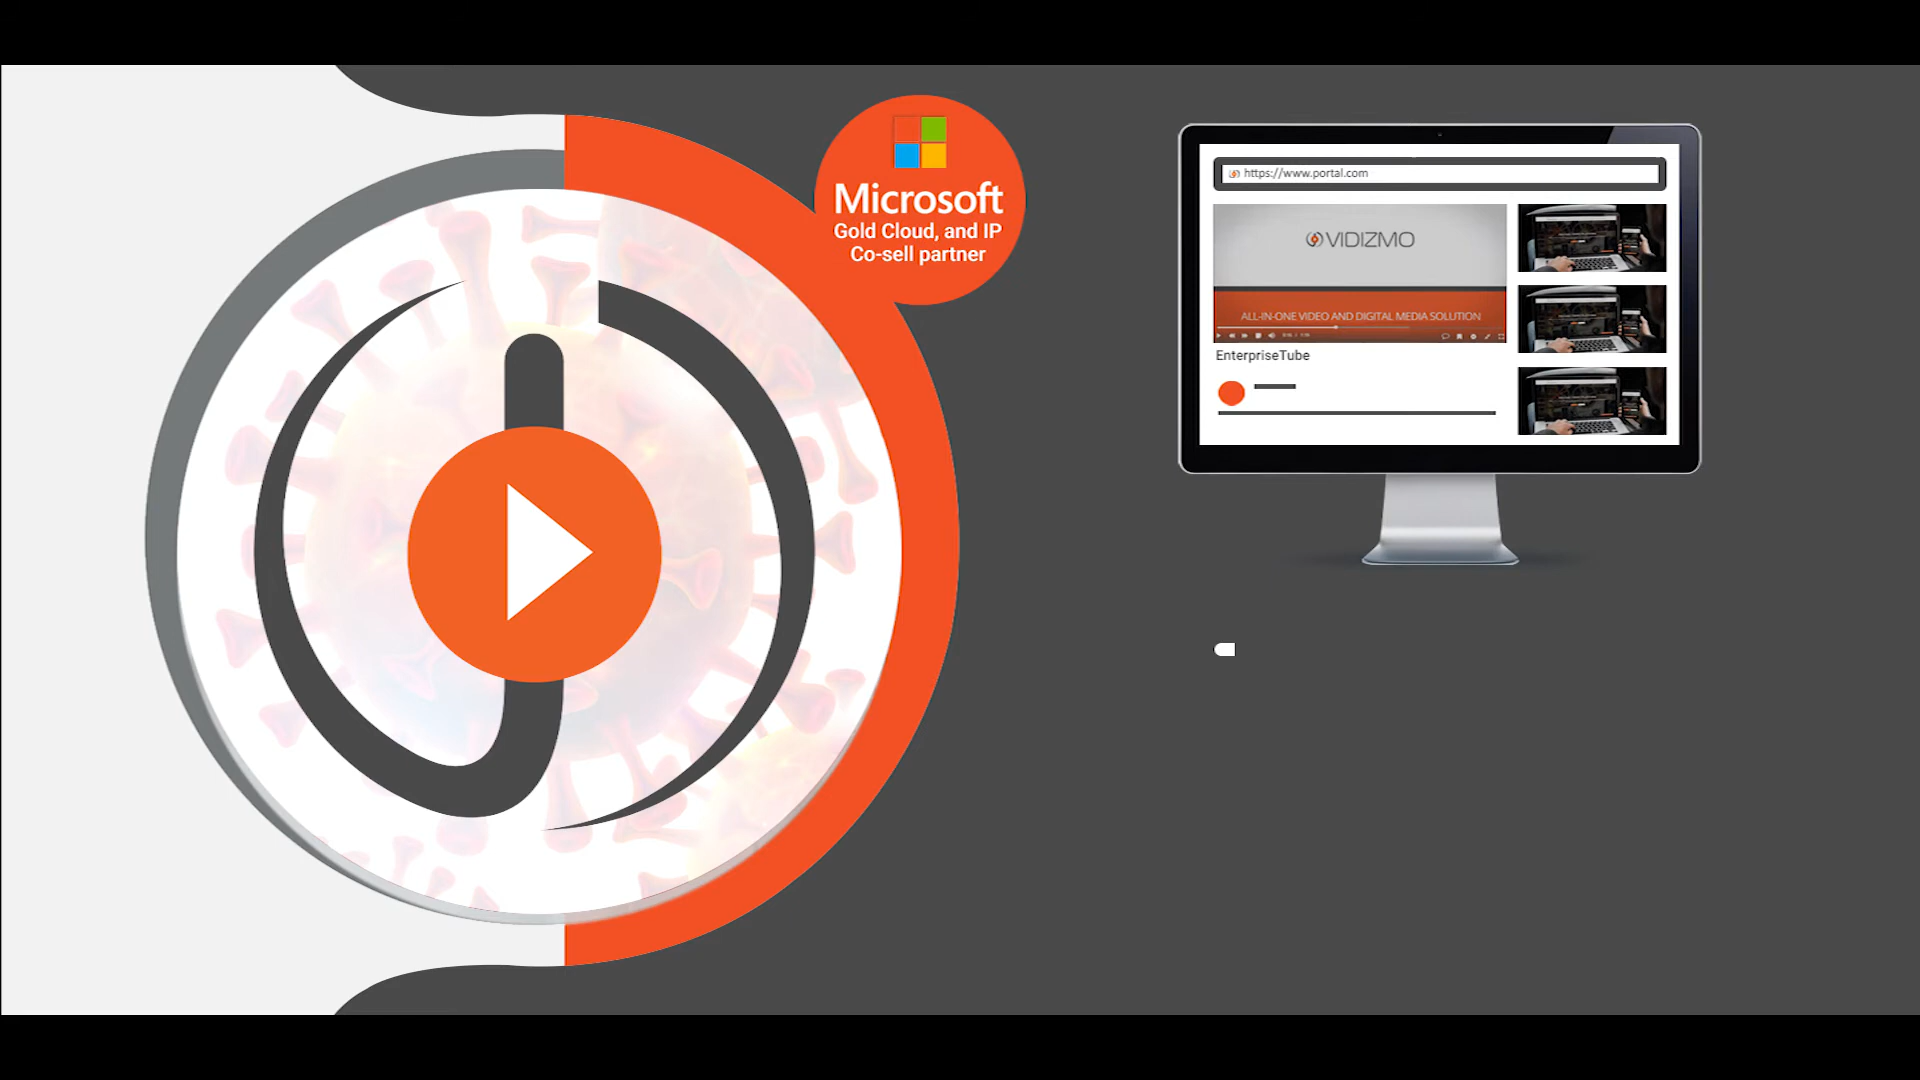 Microsoft
Gold Cloud, and IP
Co-sell partner
https://www.portal.com
VIDIZMO
ALL-IN-ONE VIDEO AND DIGITAL MEDIA SOLUTION
EnterpriseTube